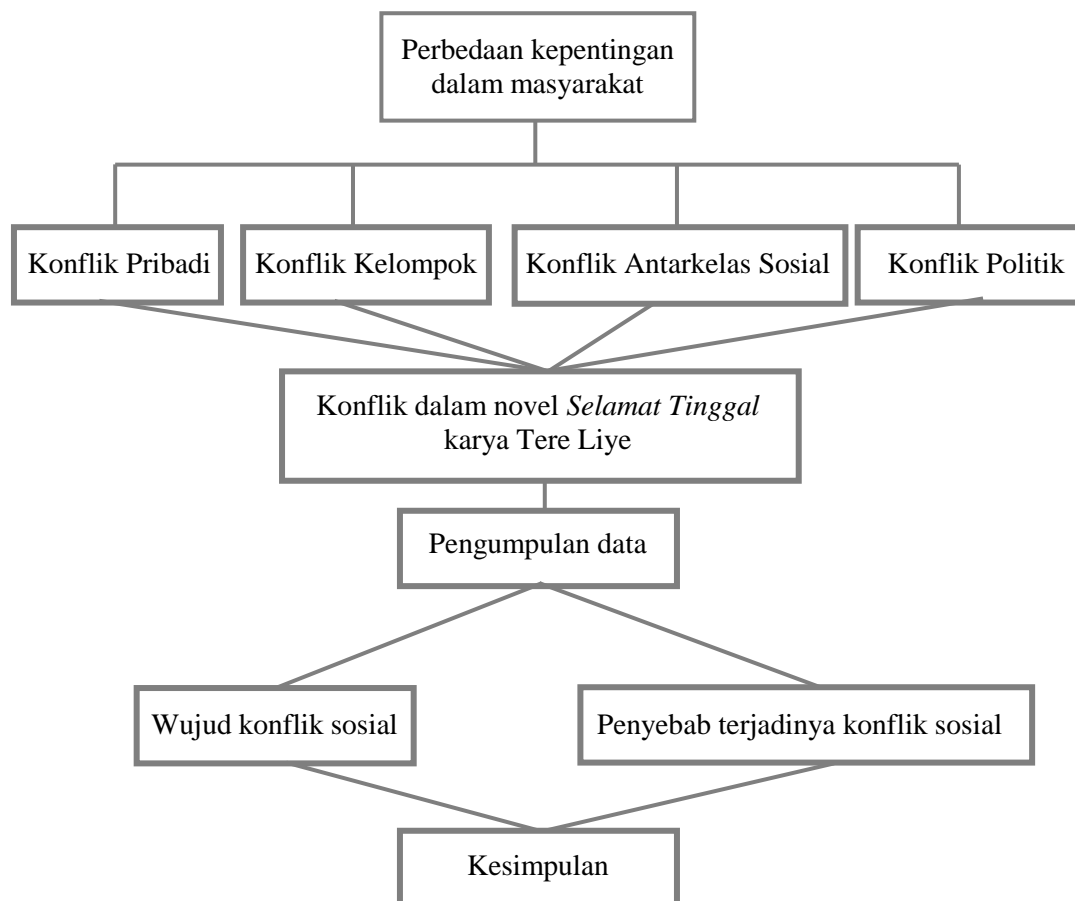 Perbedaan kepentingan
dalam masyarakat
Konflik Pribadi
Konflik Kelompok
Konflik Antarkelas Sosial
Konflik Politik
Konflik dalam novel Selamat Tinggal
karya Tere Liye
Pengumpulan data
Wujud konflik sosial
Penyebab terjadinya konflik sosial
Kesimpulan